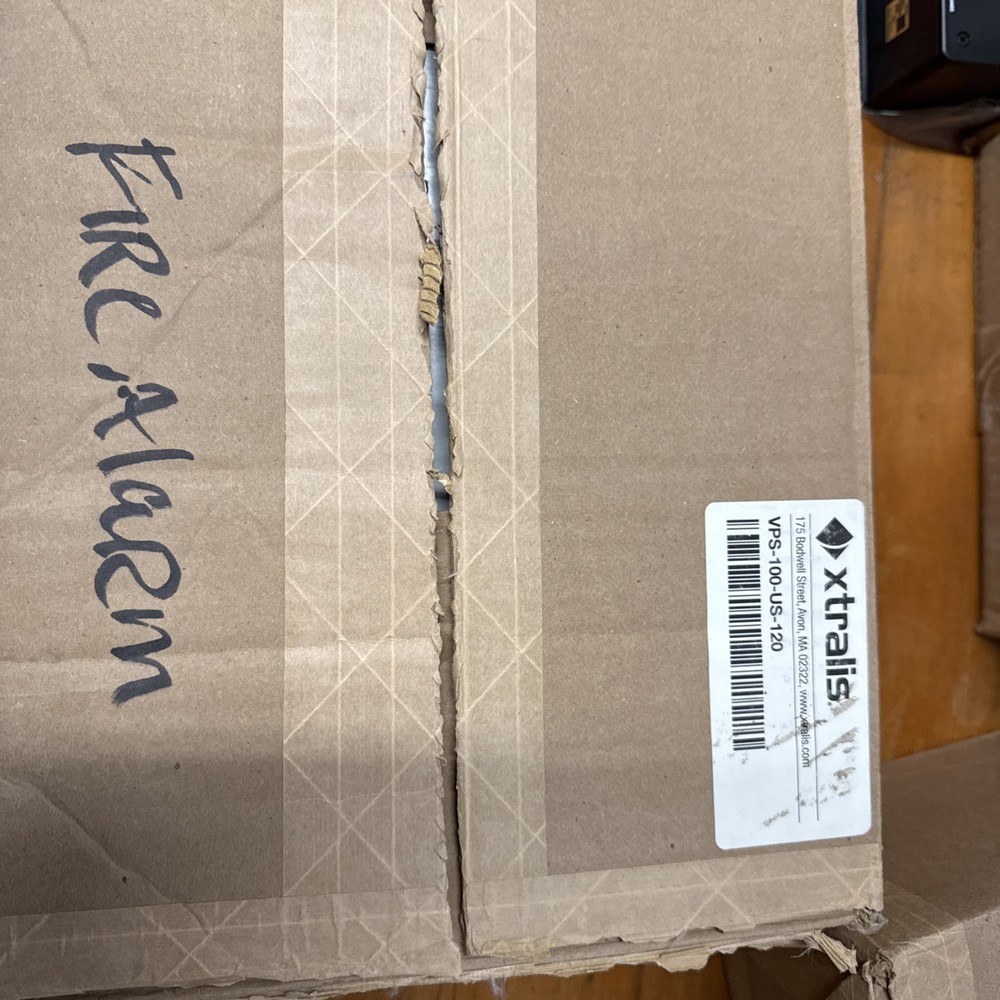 FIRE AlaRm
xtralis
175 Bodwell Street, Avon, MA 02322, www.xtralis.com
VPS-100-US-120